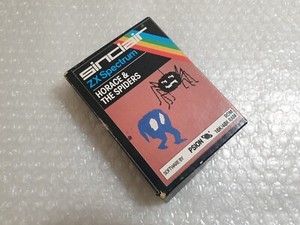 sinclair
ZX Spectrum
HORACE &
THE SPIDERS
SOFTWARE BY PSION